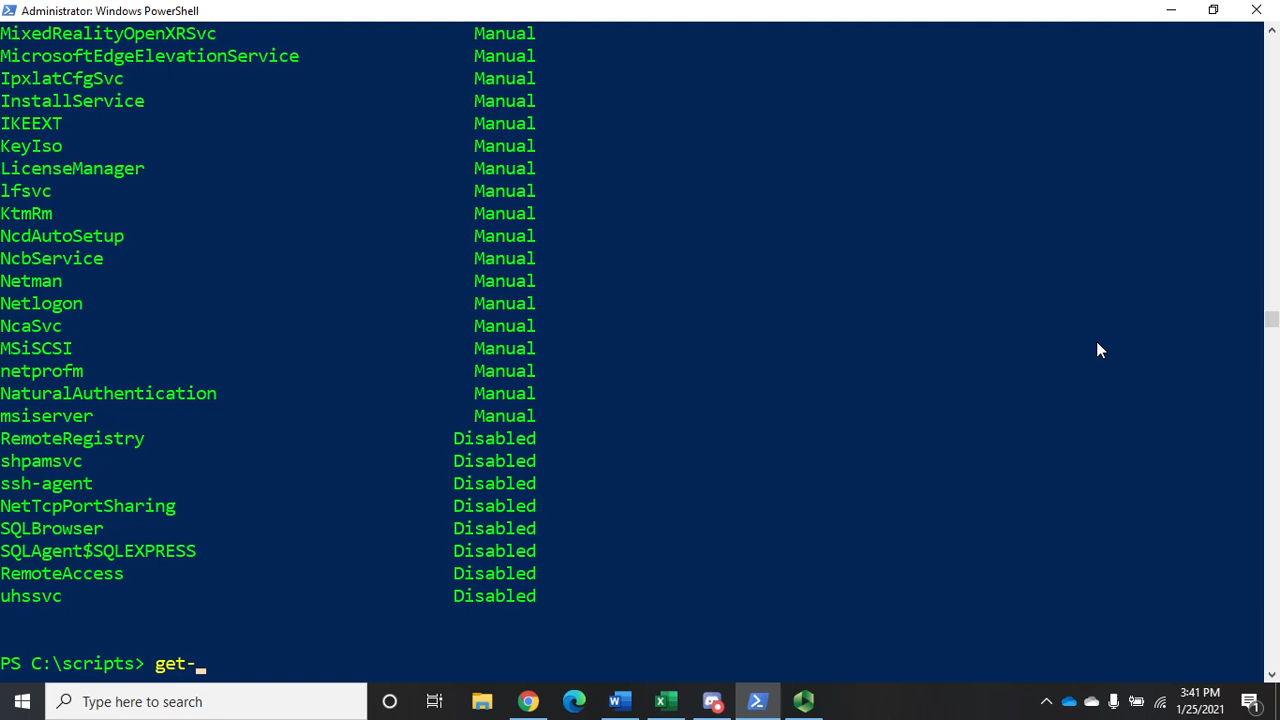 Administrator: Windows PowerShell
MixedRealityOpenXRSvc Manual
MicrosoftEdgeElevationService Manual
IpxlatCfgSvc Manual
InstallService Manual
IKEEXT Manual
KeyIso Manual
LicenseManager Manual
lfsvc Manual
KtmRm Manual
NcdAutoSetup Manual
NcbService Manual
Netman Manual
Netlogon Manual
NcaSvc Manual
MSiSCSI Manual
netprofm Manual
NaturalAuthentication Manual
msiserver Manual
RemoteRegistry Disabled
shpamsvc Disabled
ssh-agent Disabled
NetTcpPortSharing Disabled
SQLBrowser Disabled
SQLAgent$SQLEXPRESS Disabled
RemoteAccess Disabled
uhssvc Disabled
PS C:\scripts> get-_
Type here to search
3:41 PM
1/25/2021
1